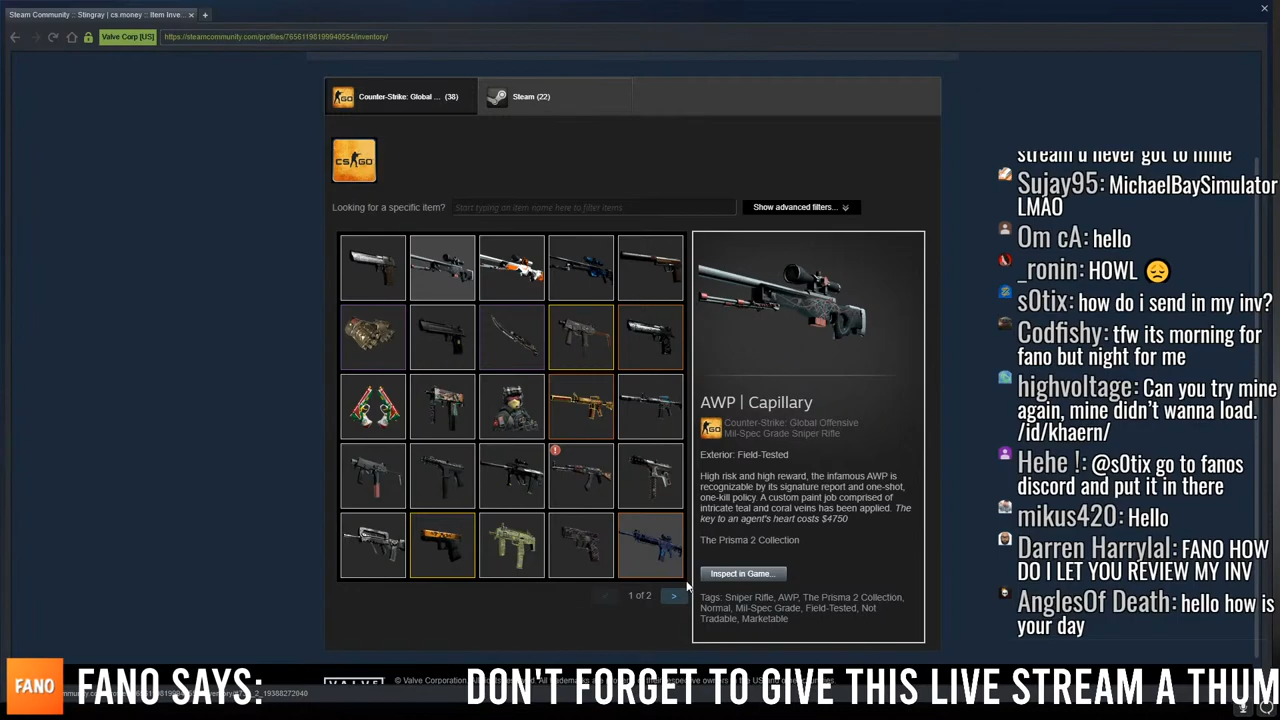 Steam Community :: Stingray | cs.money :: Item Inve...
Valve Corp [US]
https://steamcommunity.com/profiles/76561198199940554/inventory/
Counter-Strike: Global ... (38)
Steam (22)
CS GO
Looking for a specific item?
Start typing an item name here to filter items
Show advanced filters...
AWP | Capillary
Counter-Strike: Global Offensive
Mil-Spec Grade Sniper Rifle
Exterior: Field-Tested
High risk and high reward, the infamous AWP is
recognizable by its signature report and one-shot,
one-kill policy. A custom paint job comprised of
intricate teal and coral veins has been applied. The
key to an agent's heart costs $4750
The Prisma 2 Collection
Inspect in Game...
Tags: Sniper Rifle, AWP, The Prisma 2 Collection,
Normal, Mil-Spec Grade, Field-Tested, Not
Tradable, Marketable
< 1 of 2 >
stream u never got to mine
Sujay95: MichaelBaySimulator
LMAO
Om cA: hello
_ronin: HOWL 😞
s0tix: how do i send in my inv?
Codfishy: tfw its morning for
fano but night for me
highvoltage: Can you try mine
again, mine didn't wanna load.
/id/khaern/
Hehe !: @s0tix go to fanos
discord and put it in there
mikus420: Hello
Darren Harrylal: FANO HOW
DO I LET YOU REVIEW MY INV
AnglesOf Death: hello how is
your day
FANO
FANO SAYS:
DON'T FORGET TO GIVE THIS LIVE STREAM A THUM